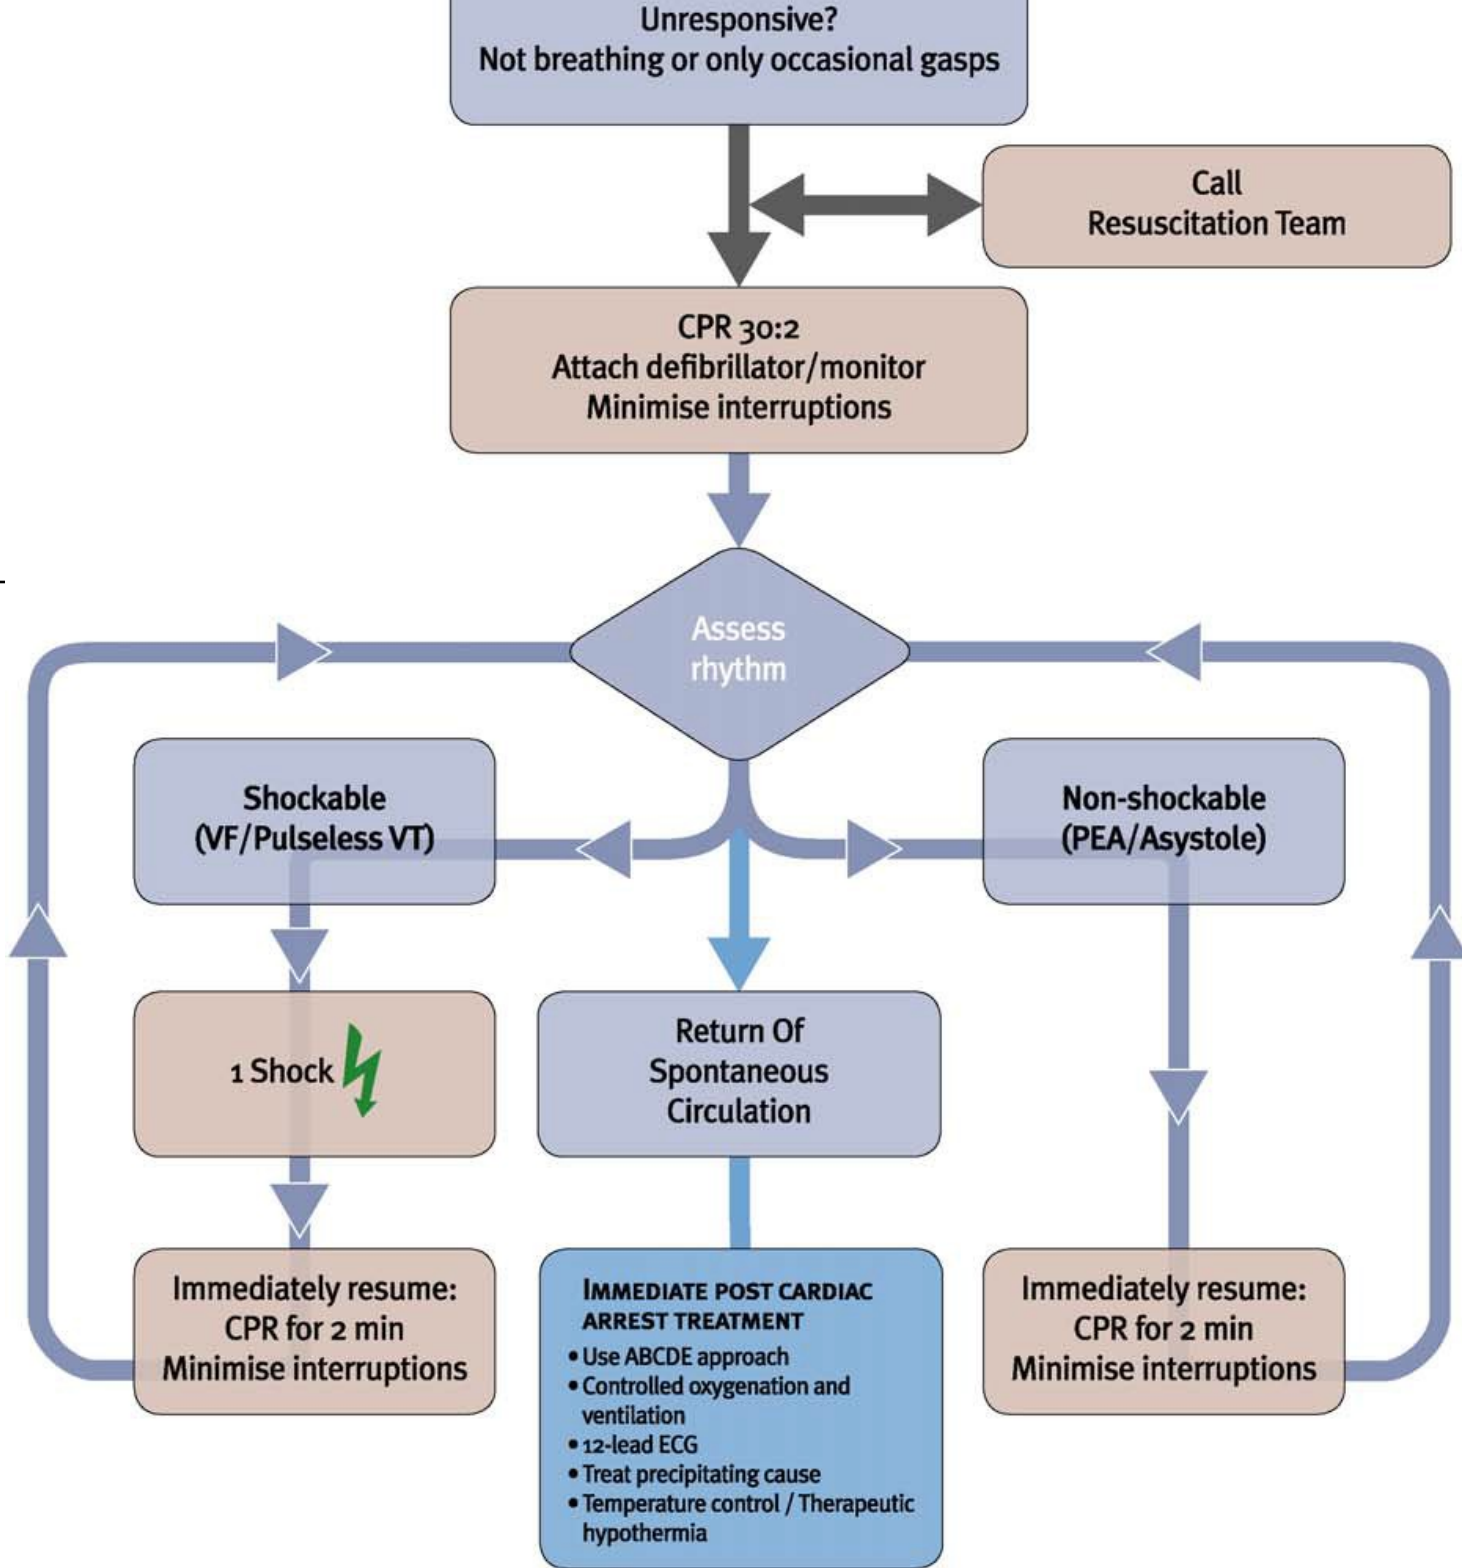 Unresponsive?
Not breathing or only occasional gasps
Call
Resuscitation Team
CPR 30:2
Attach defibrillator/monitor
Minimise interruptions
Assess
rhythm
Shockable
(VF/Pulseless VT)
Non-shockable
(PEA/Asystole)
1 Shock
Return Of
Spontaneous
Circulation
Immediately resume:
CPR for 2 min
Minimise interruptions
IMMEDIATE POST CARDIAC
ARREST TREATMENT
• Use ABCDE approach
• Controlled oxygenation and
ventilation
• 12-lead ECG
• Treat precipitating cause
• Temperature control / Therapeutic
hypothermia
Immediately resume:
CPR for 2 min
Minimise interruptions